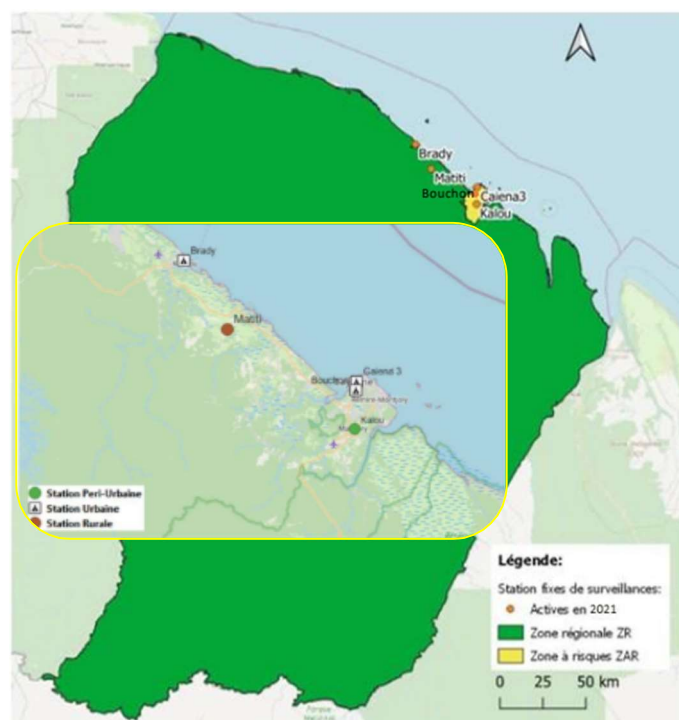 Brady
Matiti
Bouchon
Caiena3
Kalou
Brady
Matiti
Caiena 3
Kalou
Station Peri-Urbaine
Station Urbaine
Station Rurale
Légende:
Station fixes de surveillances:
Actives en 2021
Zone régionale ZR
Zone à risques ZAR
0 25 50 km